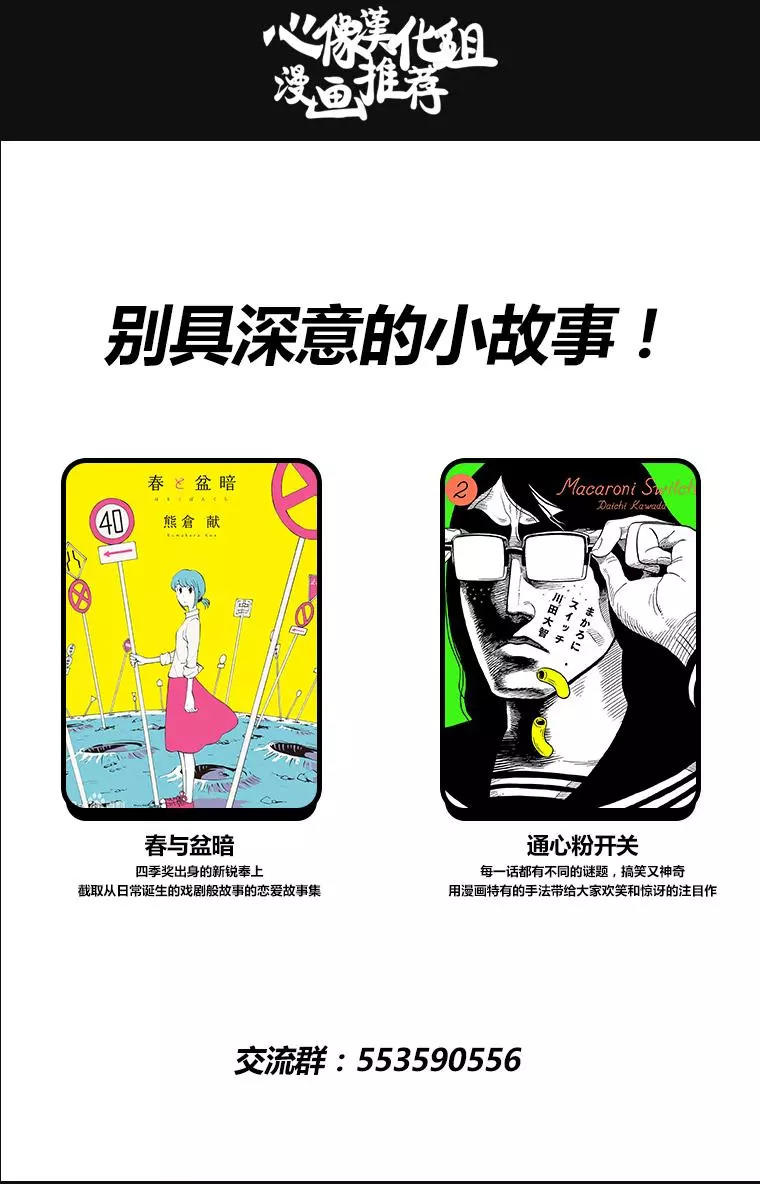 心像漢化組
漫画推荐
别具深意的小故事！
春と盆暗
熊倉 献
40
2
Macaroni Switch
Daichi Kawada
まかろに
スイッチ
川田大智
春与盆暗
四季奖出身的新锐奉上
截取从日常诞生的戏剧般故事的恋爱故事集
通心粉开关
每一话都有不同的谜题，搞笑又神奇
用漫画特有的手法带给大家欢笑和惊讶的注目作
交流群：553590556